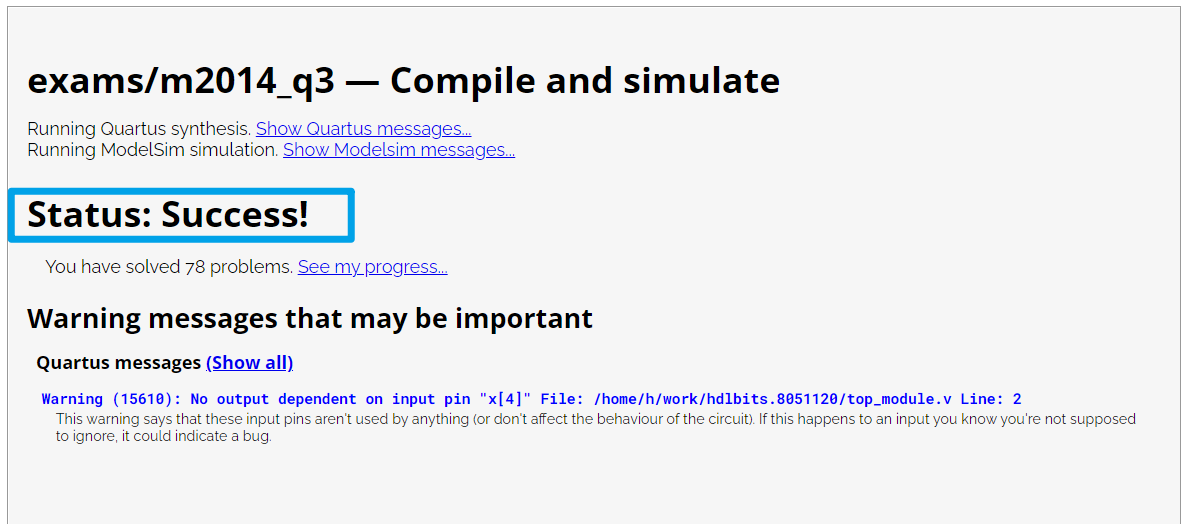 exams/m2014_q3 — Compile and simulate
Running Quartus synthesis. Show Quartus messages...
Running ModelSim simulation. Show Modelsim messages...
Status: Success!
You have solved 78 problems. See my progress...
Warning messages that may be important
Quartus messages (Show all)
Warning (15610): No output dependent on input pin "x[4]" File: /home/h/work/hdlbits.8051120/top_module.v Line: 2
This warning says that these input pins aren't used by anything (or don't affect the behaviour of the circuit). If this happens to an input you know you're not supposed
to ignore, it could indicate a bug.